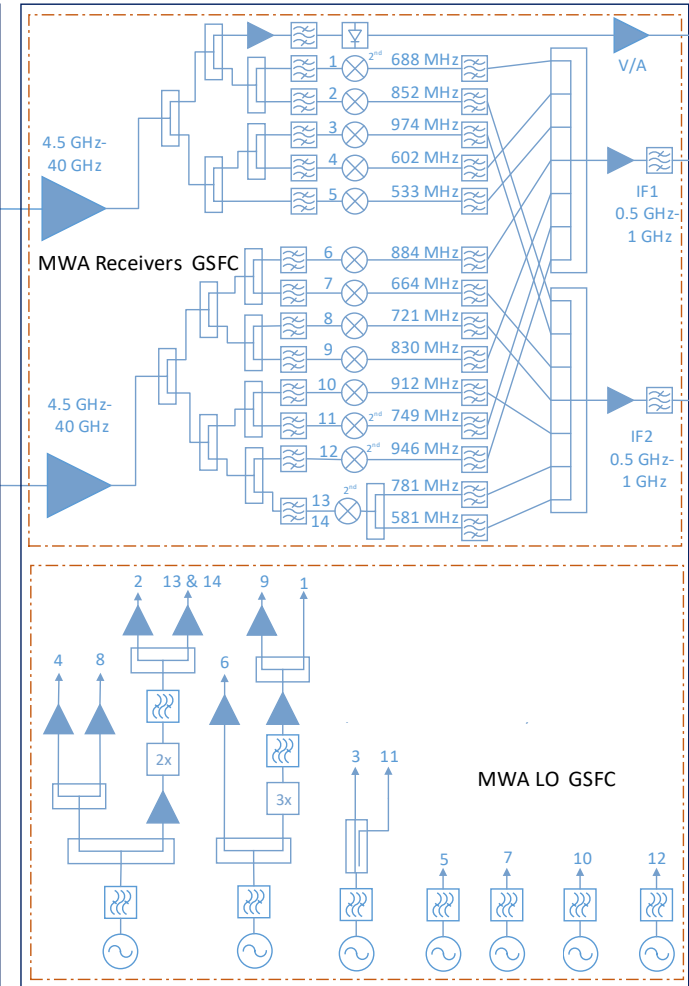 V/A
1 2nd 688 MHz
2 852 MHz
3 974 MHz
4 602 MHz
5 533 MHz
4.5 GHz-
40 GHz
IF1
0.5 GHz-
1 GHz
MWA Receivers GSFC
6 884 MHz
7 664 MHz
8 721 MHz
9 830 MHz
10 912 MHz
11 2nd 749 MHz
12 2nd 946 MHz
13 2nd 781 MHz
14 581 MHz
4.5 GHz-
40 GHz
IF2
0.5 GHz-
1 GHz
2 13 & 14 9 1
4 8 6
2x
3x
3 11
MWA LO GSFC
5 7 10 12